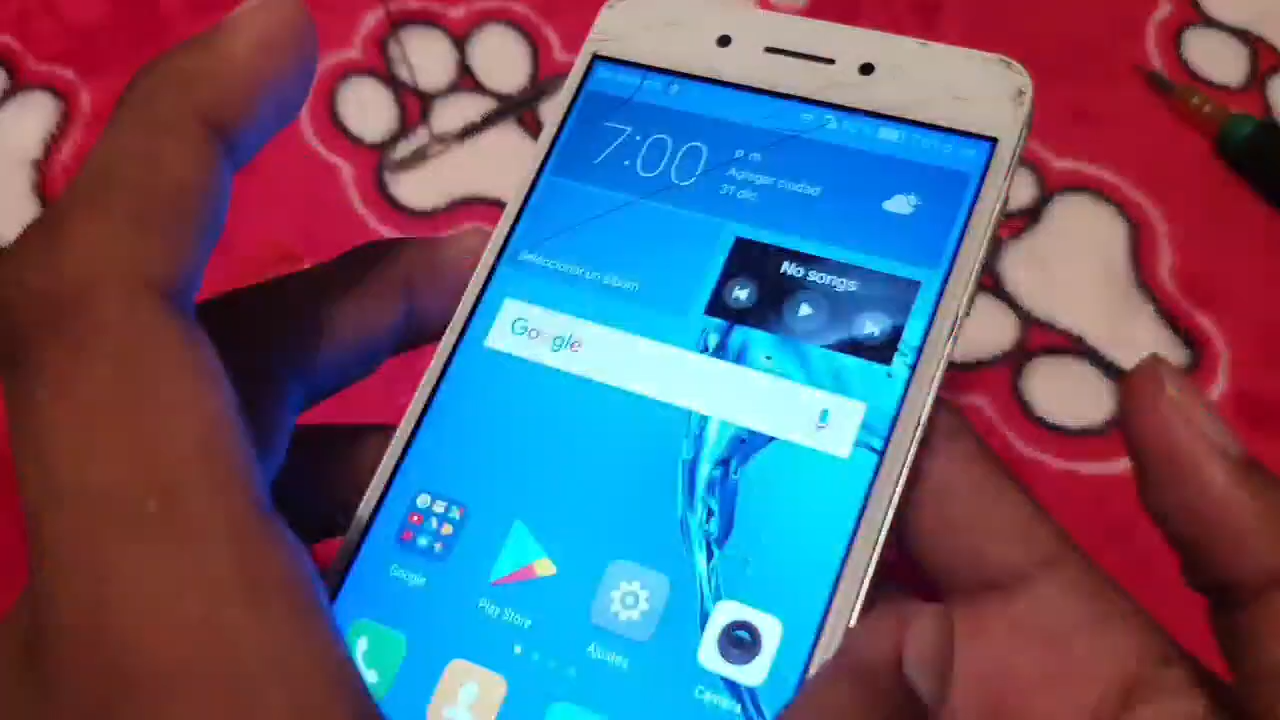 7:00
p.m.
Agregar ciudad
31 dic.
Seleccionar un álbum
No songs
Google
Google
Play Store
Ajustes
Cámara